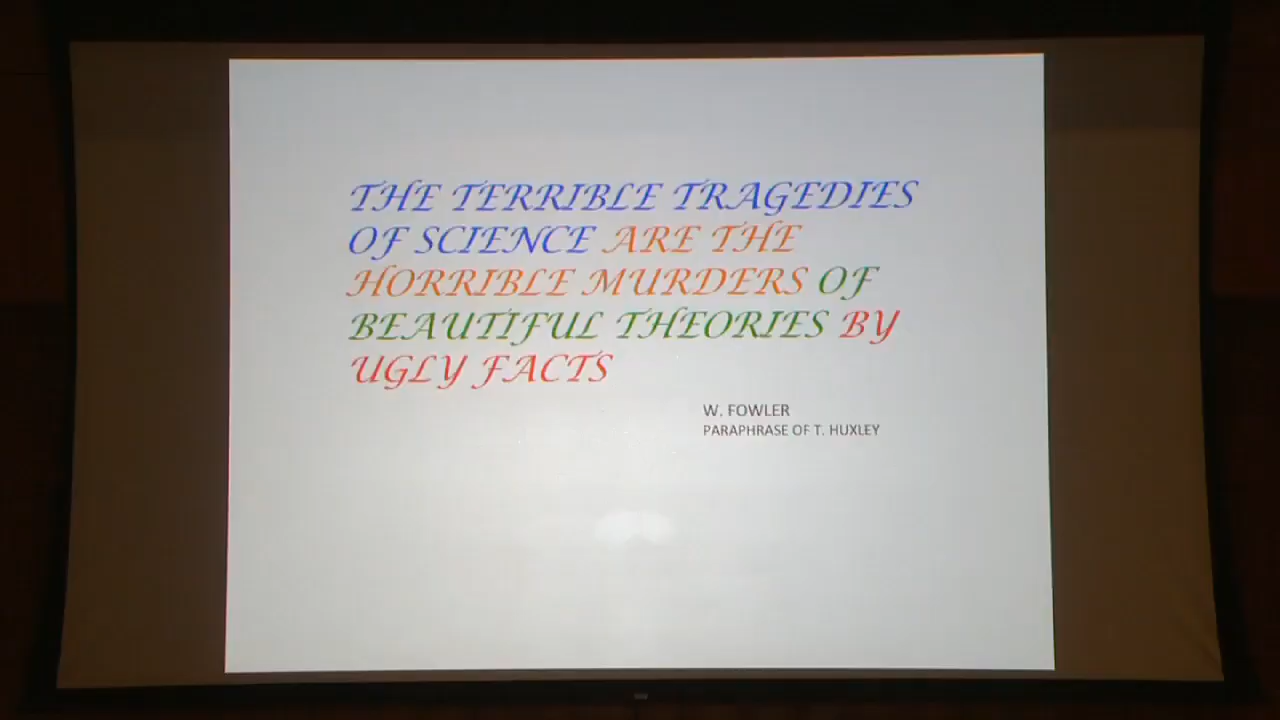 THE TERRIBLE TRAGEDIES
OF SCIENCE ARE THE
HORRIBLE MURDERS OF
BEAUTIFUL THEORIES BY
UGLY FACTS
W. FOWLER
PARAPHRASE OF T. HUXLEY